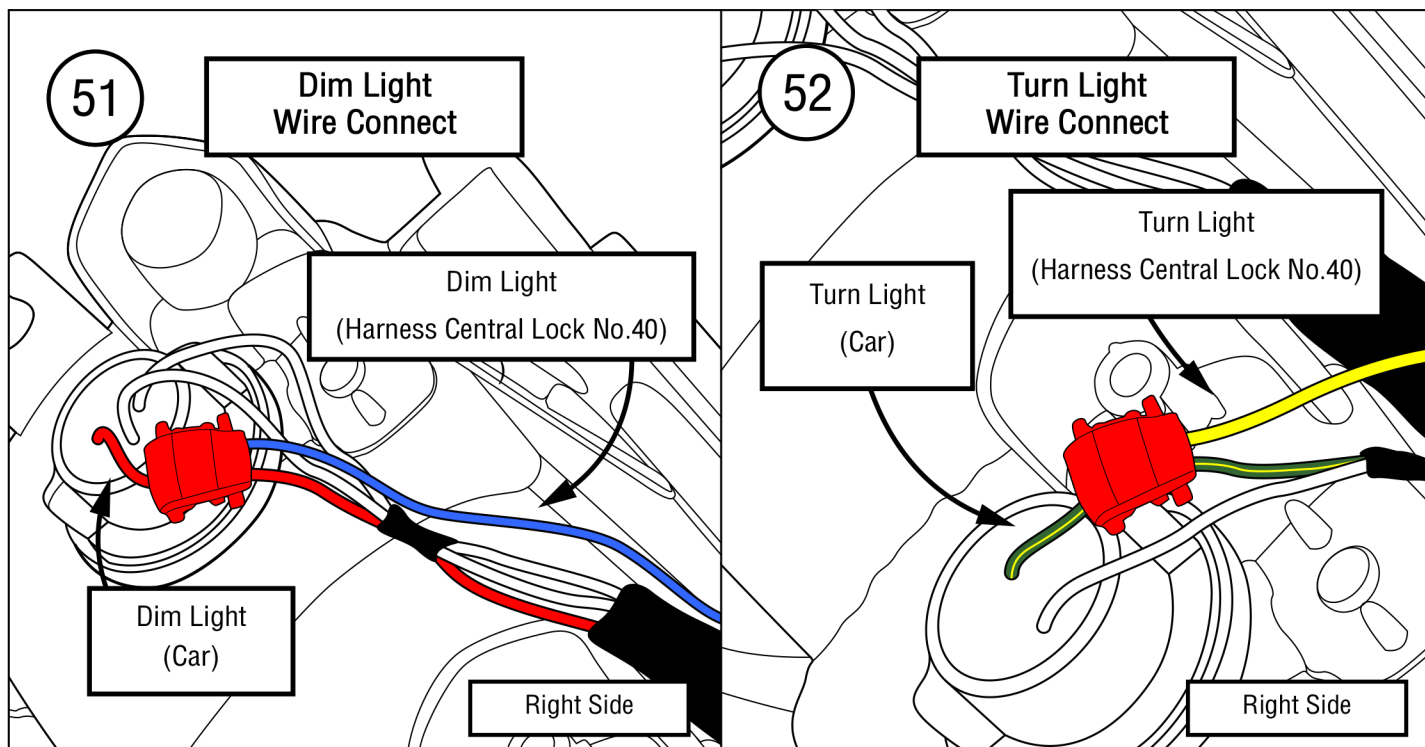 51
Dim Light
Wire Connect
Dim Light
(Harness Central Lock No.40)
Dim Light
(Car)
Right Side
52
Turn Light
Wire Connect
Turn Light
(Harness Central Lock No.40)
Turn Light
(Car)
Right Side